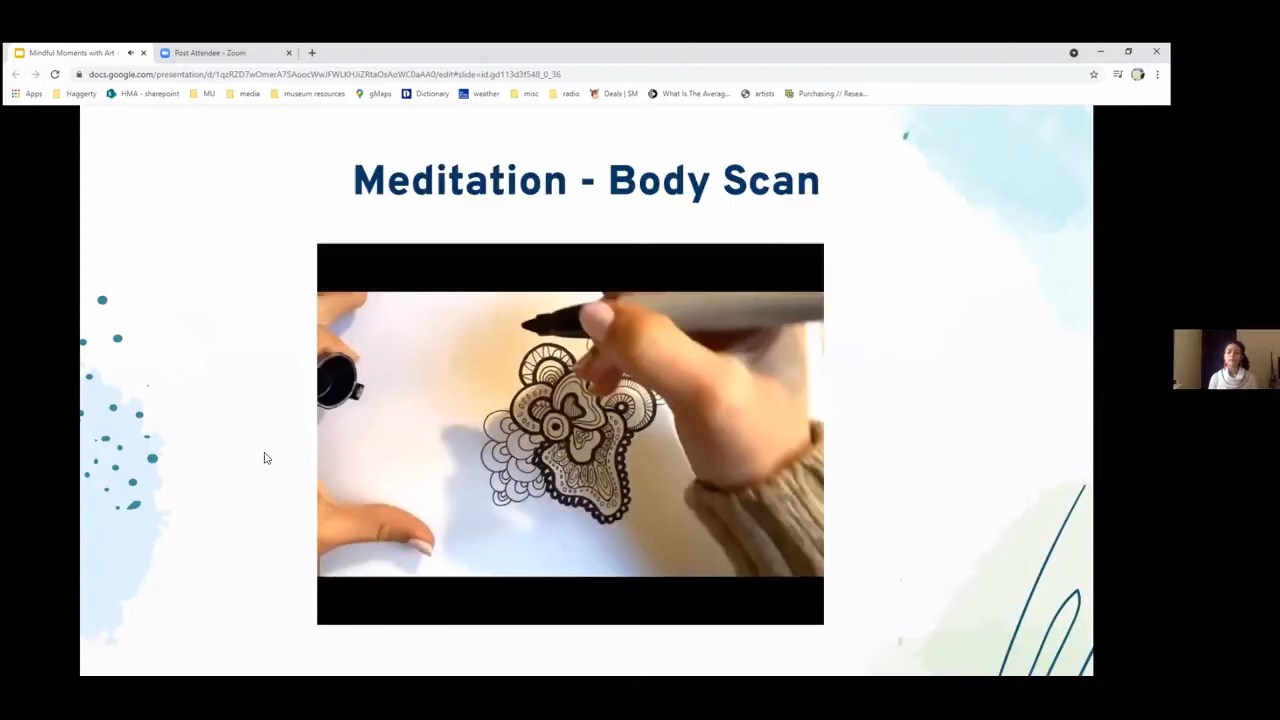 Mindful Moments with Art -
Post Attendee - Zoom
docs.google.com/presentation/d/1qzRZD7wOmerA7SAoocWwJFWLKHJiZRtaOsAoWC0aAA0/edit#slide=id.gd113d3f548_0_36
Apps Haggerty HMA - sharepoint MU media museum resources gMaps Dictionary weather misc radio Deals | SM What Is The Averag... artists Purchasing // Resea...
Meditation - Body Scan